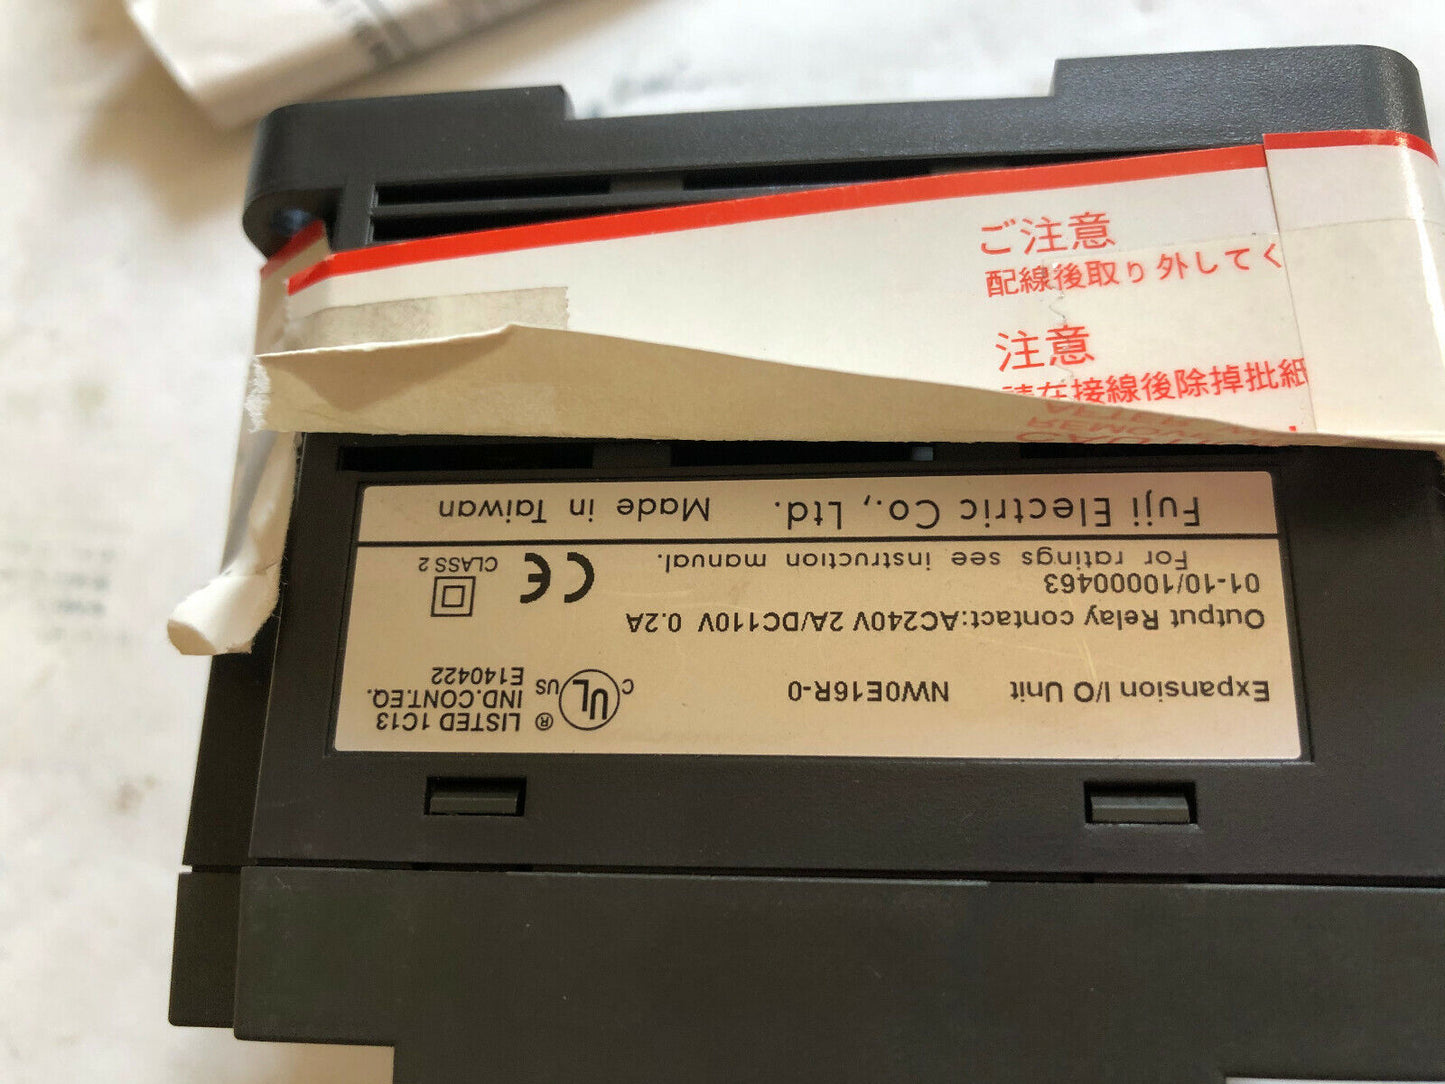 ご注意
配線後取り外してく
注意
在接線後除掉批紙
Expansion I/O Unit NW0E16R-0
Output Relay contact:AC240V 2A/DC110V 0.2A
01-10/10000463
For ratings see instruction manual.
C UL US ® LISTED 1C13
IND.CONT.EQ.
E140422
CE
CLASS 2
Fuji Electric Co., Ltd. Made in Taiwan